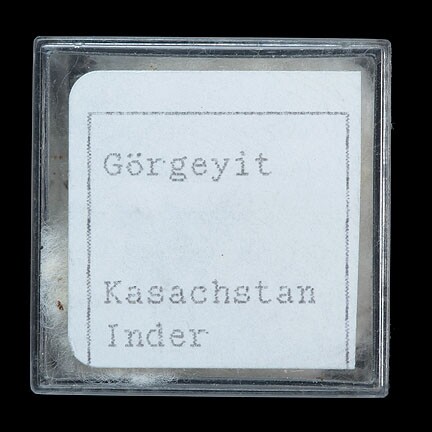 Görgeyit
Kasachstan
Inder